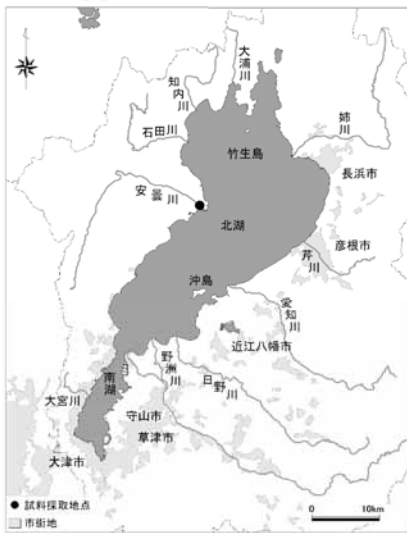 大浦川
知内川
石田川
姉川
竹生島
長浜市
安曇川
北湖
彦根市
芹川
沖島
愛知川
近江八幡市
野洲川
日野川
南湖
大宮川
守山市
草津市
大津市
試料採取地点
市街地
0 10km